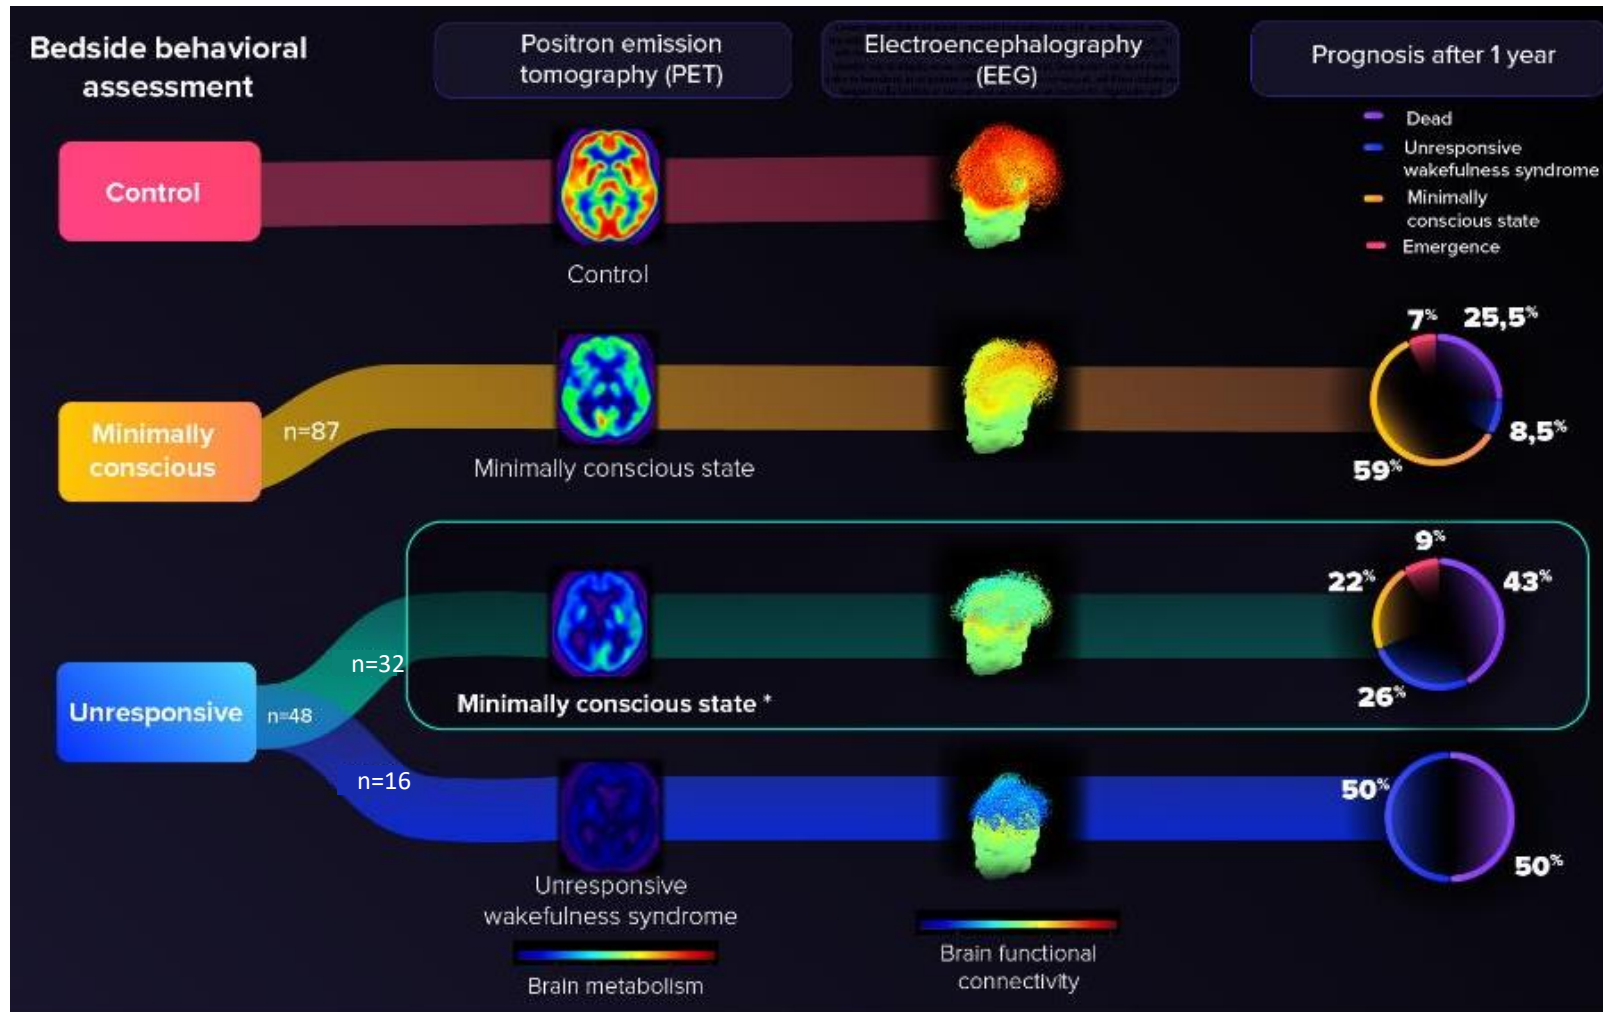 Bedside behavioral
assessment
Positron emission
tomography (PET)
Electroencephalography
(EEG)
Prognosis after 1 year
Dead
Unresponsive
wakefulness syndrome
Minimally
conscious state
Emergence
Control
Control
Minimally
conscious
n=87
Minimally conscious state
7%
25,5%
8,5%
59%
Unresponsive
n=48
n=32
Minimally conscious state *
9%
22%
43%
26%
n=16
Unresponsive
wakefulness syndrome
50%
50%
Brain metabolism
Brain functional
connectivity